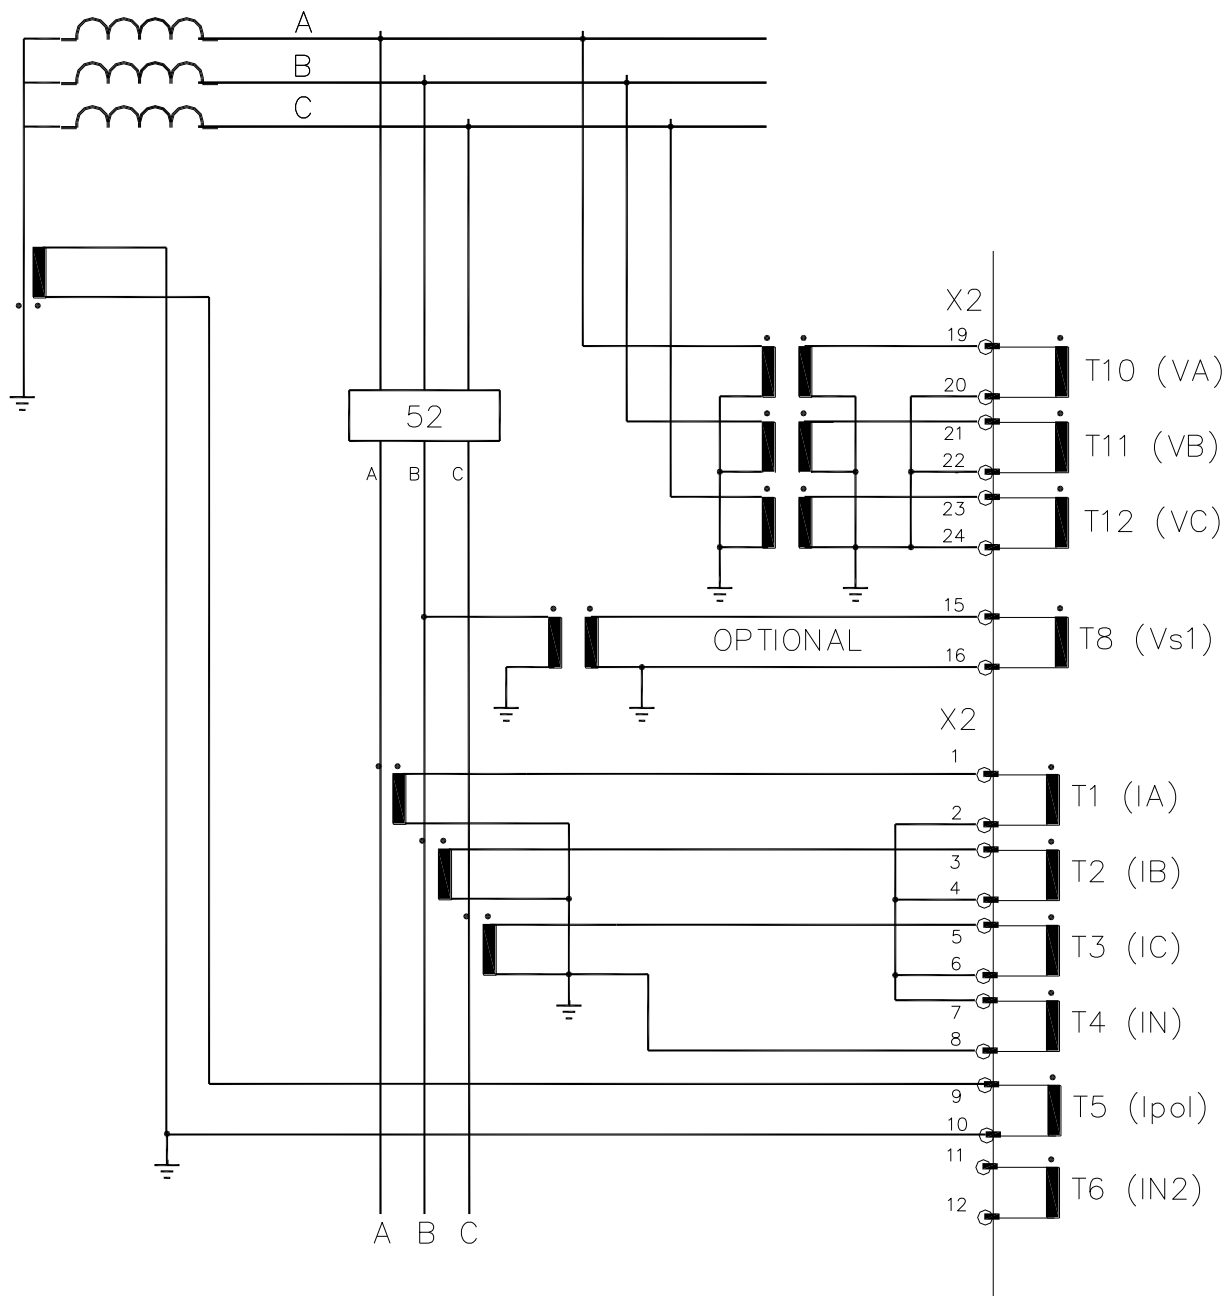 A
B
C
X2
19
T10 (VA)
20
52
21
T11 (VB)
22
A B C
23
T12 (VC)
24
15
OPTIONAL
T8 (Vs1)
16
X2
1
T1 (IA)
2
3
T2 (IB)
4
5
T3 (IC)
6
7
T4 (IN)
8
9
T5 (Ipol)
10
11
T6 (IN2)
12
A B C